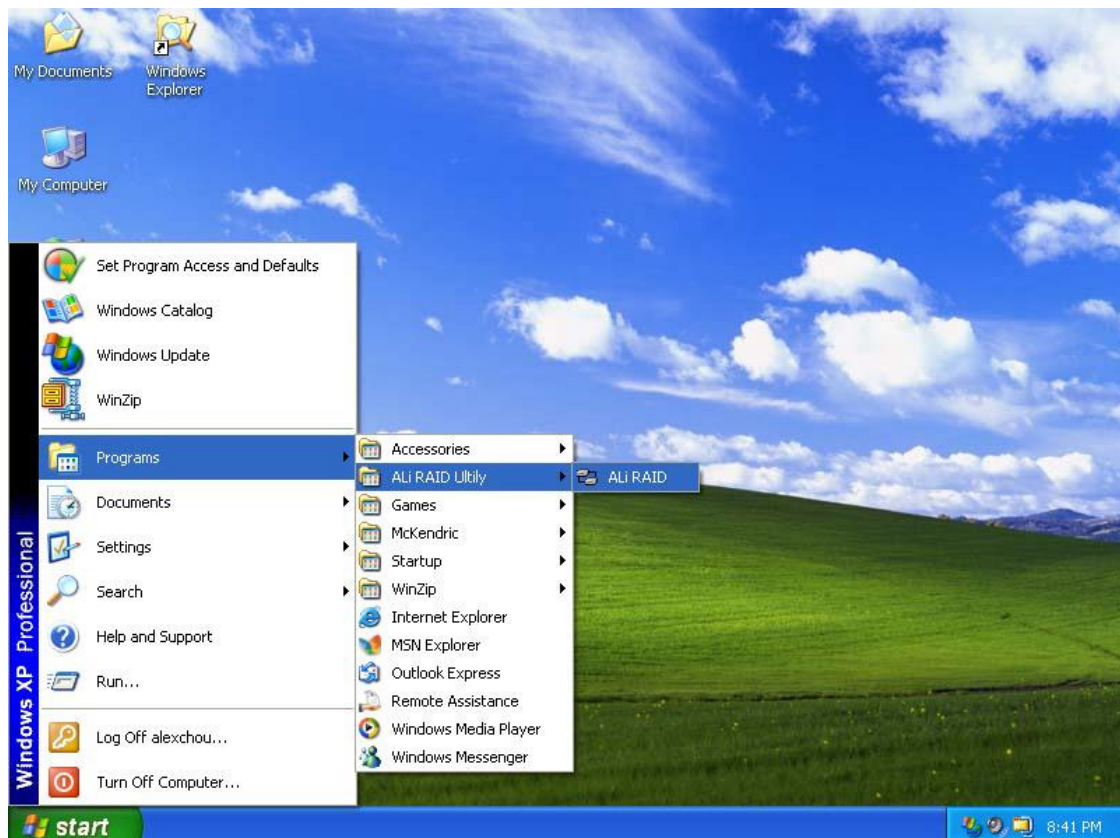 My Documents
Windows
Explorer
My Computer
Set Program Access and Defaults
Windows Catalog
Windows Update
WinZip
Programs
Documents
Settings
Search
Help and Support
Run...
Log Off alexchou...
Turn Off Computer...
Windows XP Professional
Accessories
ALi RAID Ultily
Games
McKendric
Startup
WinZip
Internet Explorer
MSN Explorer
Outlook Express
Remote Assistance
Windows Media Player
Windows Messenger
ALi RAID
start
8:41 PM